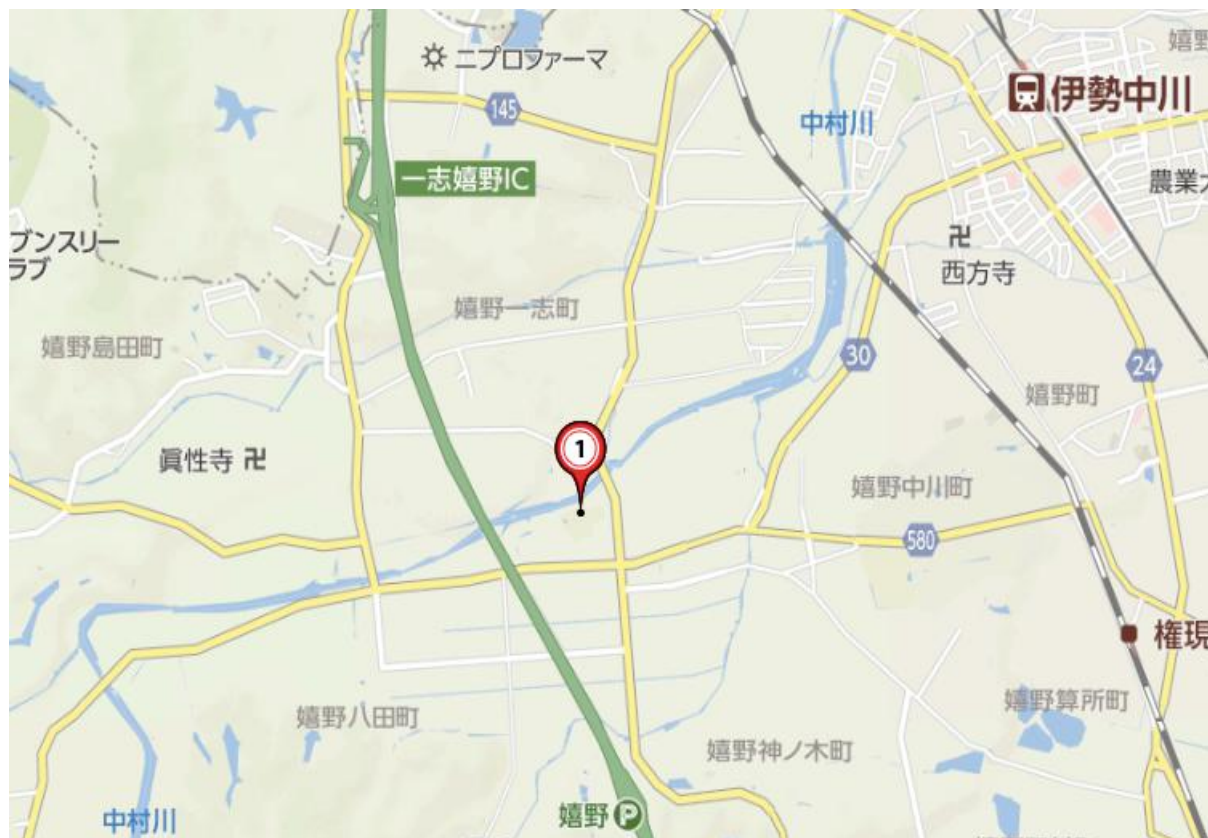 嬉野
ニプロファーマ
伊勢中川
145
中村川
一志嬉野IC
農業大
ブンスリー
ラブ
卍
西方寺
嬉野一志町
嬉野島田町
30
24
嬉野町
1
眞性寺 卍
嬉野中川町
580
権現
嬉野算所町
嬉野八田町
嬉野神ノ木町
中村川
嬉野 P